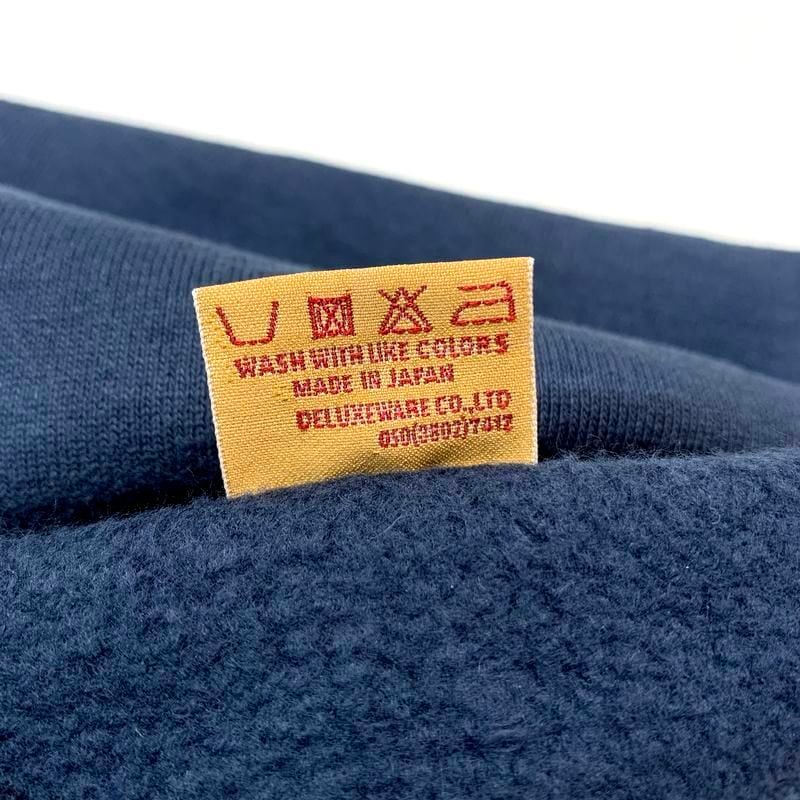 WASH WITH LIKE COLORS
MADE IN JAPAN
DELUXEWARE CO.,LTD
050(3802)7412